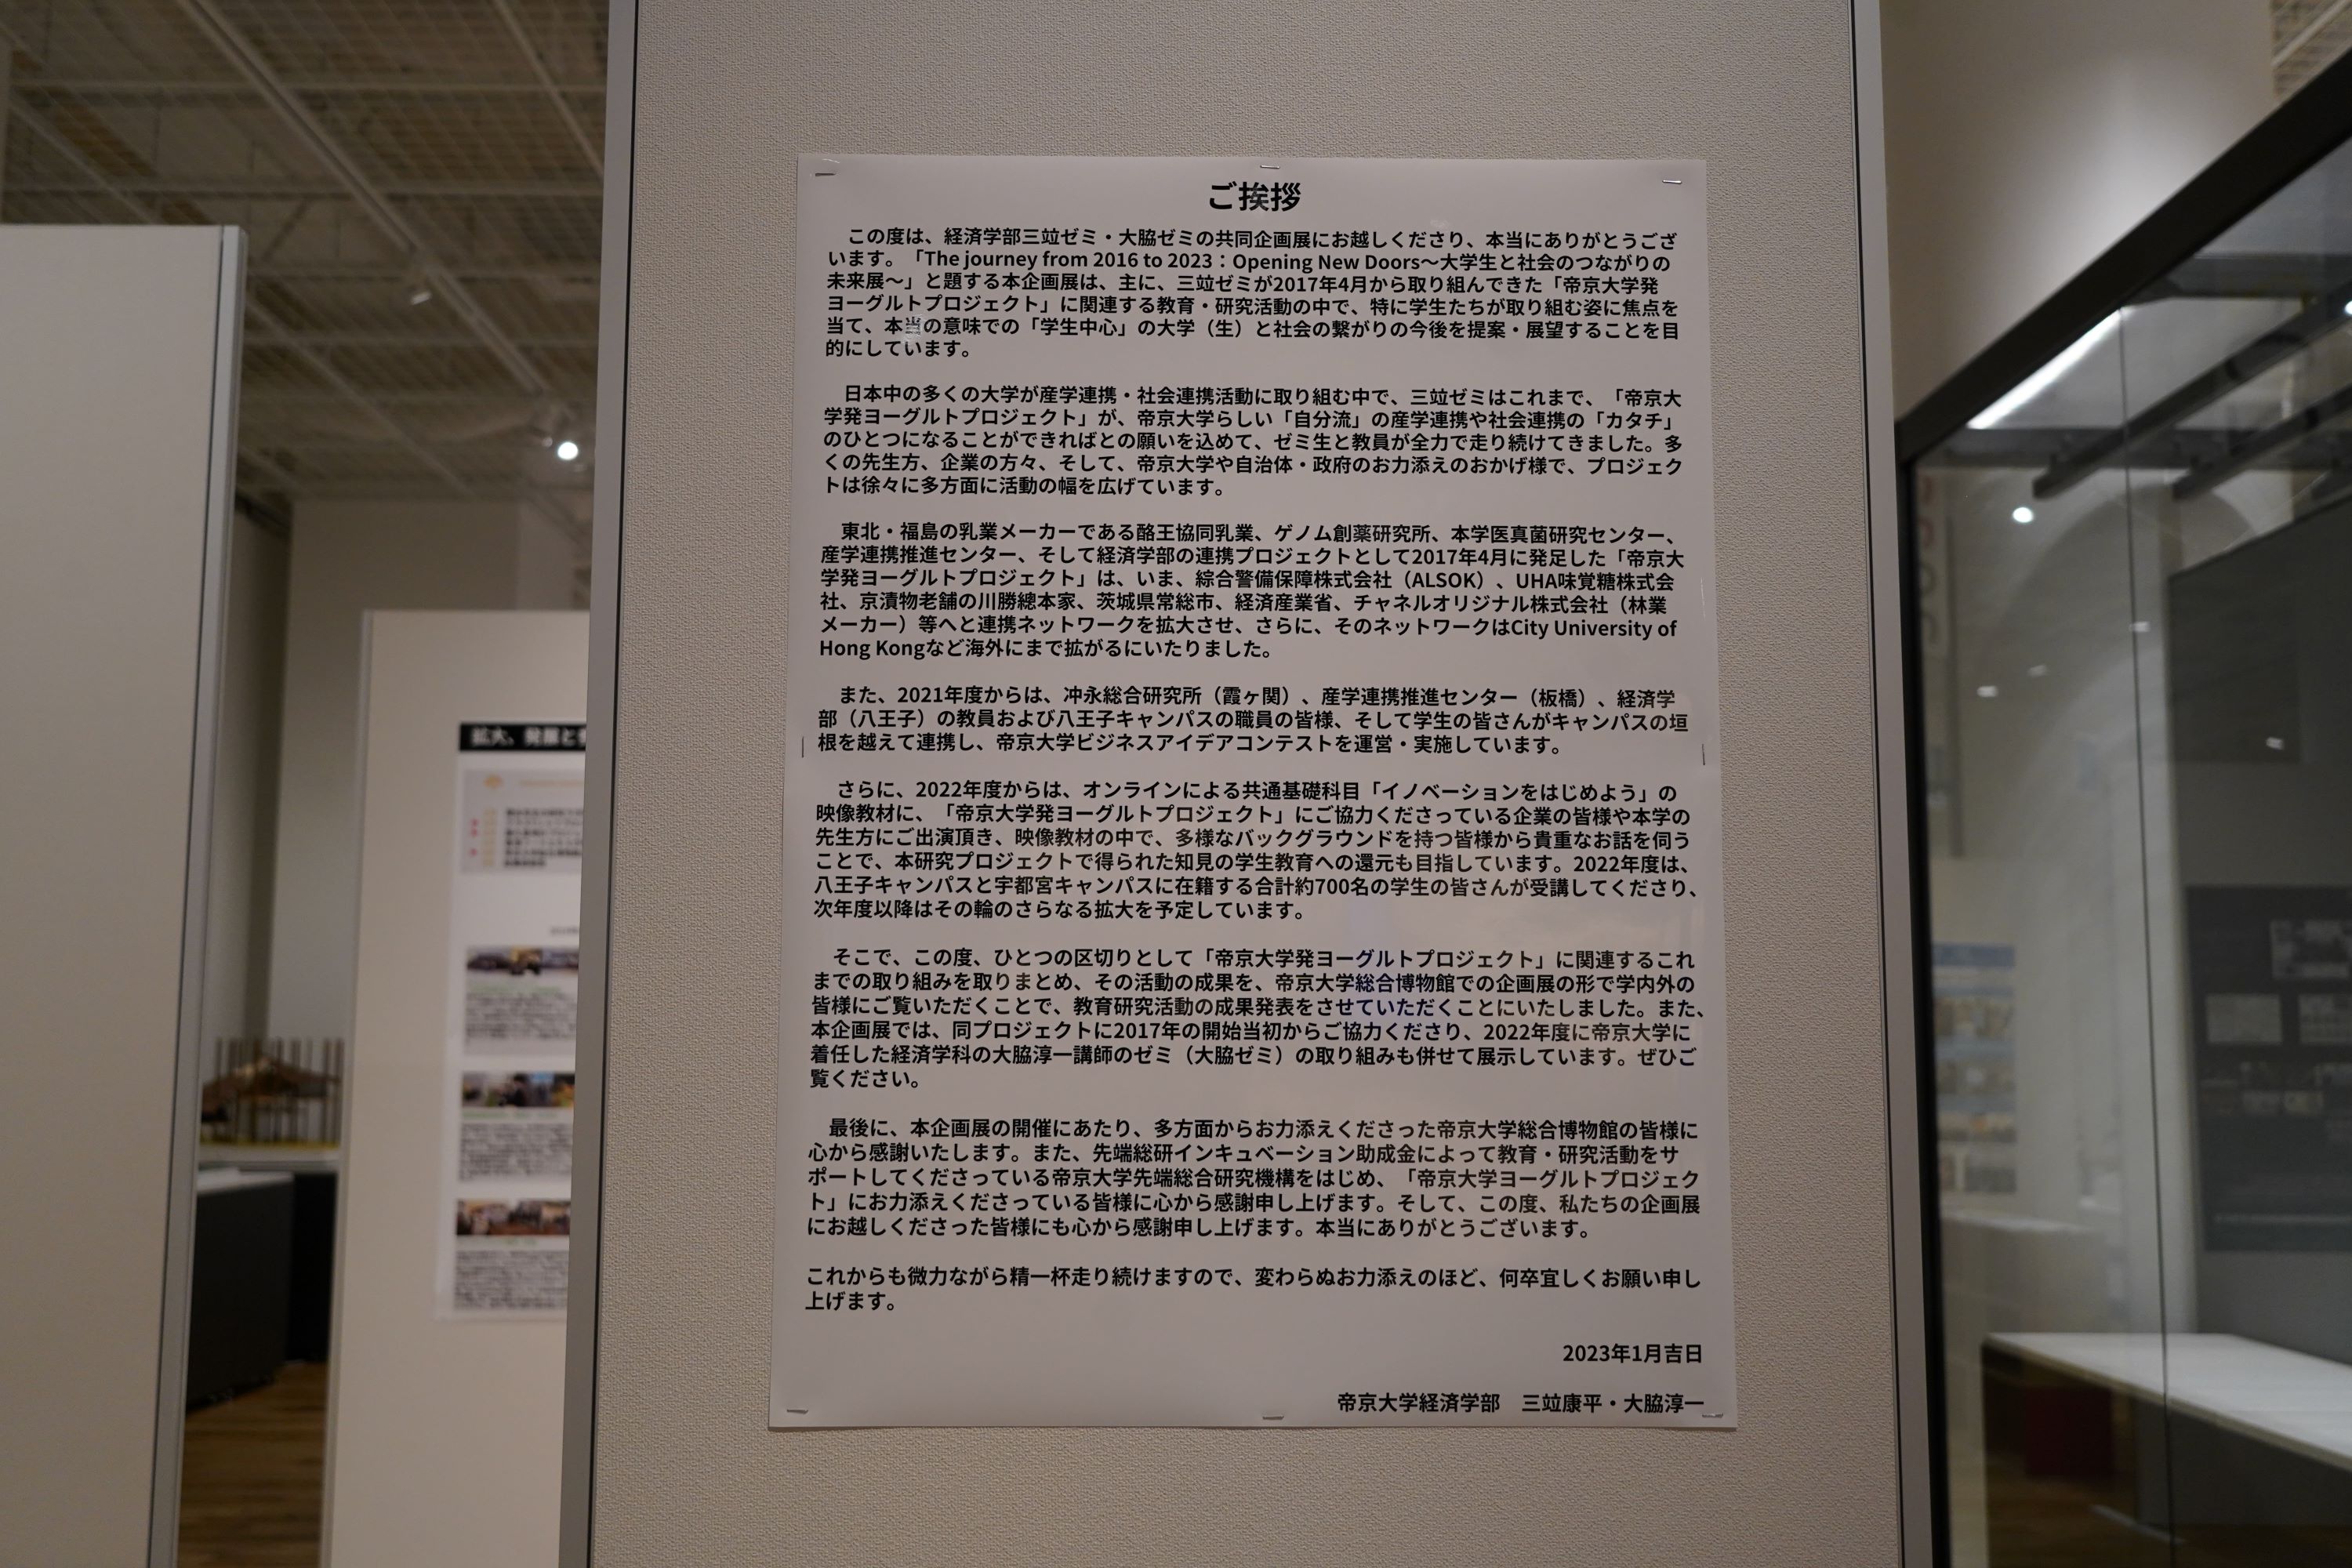 ご挨拶
この度は、経済学部三竝ゼミ・大脇ゼミの共同企画展にお越しくださり、本当にありがとうござ
います。「The journey from 2016 to 2023：Opening New Doors～大学生と社会のつながりの
未来展～」と題する本企画展は、主に、三竝ゼミが2017年4月から取り組んできた「帝京大学発
ヨーグルトプロジェクト」に関連する教育・研究活動の中で、特に学生たちが取り組む姿に焦点を
当て、本当の意味での「学生中心」の大学（生）と社会の繋がりの今後を提案・展望することを目
的にしています。
日本中の多くの大学が産学連携・社会連携活動に取り組む中で、三竝ゼミはこれまで、「帝京大
学発ヨーグルトプロジェクト」が、帝京大学らしい「自分流」の産学連携や社会連携の「カタチ」
のひとつになることができればとの願いを込めて、ゼミ生と教員が全力で走り続けてきました。多
くの先生方、企業の方々、そして、帝京大学や自治体・政府のお力添えのおかげ様で、プロジェク
トは徐々に多方面に活動の幅を広げています。
東北・福島の乳業メーカーである酪王協同乳業、ゲノム創薬研究所、本学医真菌研究センター、
産学連携推進センター、そして経済学部の連携プロジェクトとして2017年4月に発足した「帝京大
学発ヨーグルトプロジェクト」は、いま、綜合警備保障株式会社（ALSOK）、UHA味覚糖株式会
社、京漬物老舗の川勝總本家、茨城県常総市、経済産業省、チャネルオリジナル株式会社（林業
メーカー）等へと連携ネットワークを拡大させ、さらに、そのネットワークはCity University of
Hong Kongなど海外にまで拡がるにいたりました。
また、2021年度からは、冲永総合研究所（霞ヶ関）、産学連携推進センター（板橋）、経済学
部（八王子）の教員および八王子キャンパスの職員の皆様、そして学生の皆さんがキャンパスの垣
根を越えて連携し、帝京大学ビジネスアイデアコンテストを運営・実施しています。
さらに、2022年度からは、オンラインによる共通基礎科目「イノベーションをはじめよう」の
映像教材に、「帝京大学発ヨーグルトプロジェクト」にご協力くださっている企業の皆様や本学の
先生方にご出演頂き、映像教材の中で、多様なバックグラウンドを持つ皆様から貴重なお話を伺う
ことで、本研究プロジェクトで得られた知見の学生教育への還元も目指しています。2022年度は、
八王子キャンパスと宇都宮キャンパスに在籍する合計約700名の学生の皆さんが受講してくださり、
次年度以降はその輪のさらなる拡大を予定しています。
そこで、この度、ひとつの区切りとして「帝京大学発ヨーグルトプロジェクト」に関連するこれ
までの取り組みを取りまとめ、その活動の成果を、帝京大学総合博物館での企画展の形で学内外の
皆様にご覧いただくことで、教育研究活動の成果発表をさせていただくことにいたしました。また、
本企画展では、同プロジェクトに2017年の開始当初からご協力くださり、2022年度に帝京大学に
着任した経済学科の大脇淳一講師のゼミ（大脇ゼミ）の取り組みも併せて展示しています。ぜひご
覧ください。
最後に、本企画展の開催にあたり、多方面からお力添えくださった帝京大学総合博物館の皆様に
心から感謝いたします。また、先端総研インキュベーション助成金によって教育・研究活動をサ
ポートしてくださっている帝京大学先端総合研究機構をはじめ、「帝京大学ヨーグルトプロジェク
ト」にお力添えくださっている皆様に心から感謝申し上げます。そして、この度、私たちの企画展
にお越しくださった皆様にも心から感謝申し上げます。本当にありがとうございます。
これからも微力ながら精一杯走り続けますので、変わらぬお力添えのほど、何卒宜しくお願い申し
上げます。
2023年1月吉日
帝京大学経済学部　三竝康平・大脇淳一
拡大、発展と